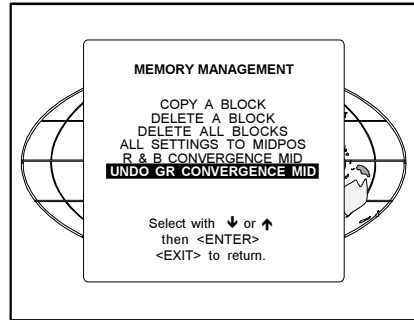 MEMORY MANAGEMENT
COPY A BLOCK
DELETE A BLOCK
DELETE ALL BLOCKS
ALL SETTINGS TO MIDPOS
R & B CONVERGENCE MID
UNDO GR CONVERGENCE MID
Select with ↓ or ↑
then <ENTER>
<EXIT> to return.